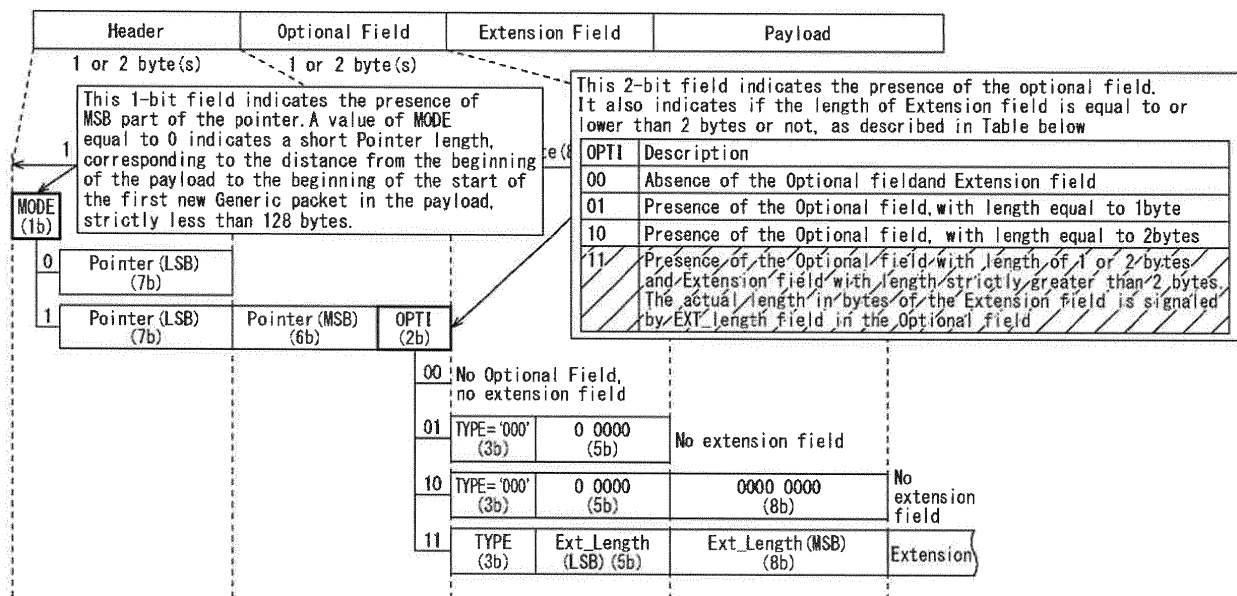 Header
Optional Field
Extension Field
Payload
1 or 2 byte(s)
1 or 2 byte(s)
This 1-bit field indicates the presence of
MSB part of the pointer. A value of MODE
equal to 0 indicates a short Pointer length,
corresponding to the distance from the beginning
of the payload to the beginning of the start of
the first new Generic packet in the payload,
strictly less than 128 bytes.
This 2-bit field indicates the presence of the optional field.
It also indicates if the length of Extension field is equal to or
lower than 2 bytes or not, as described in Table below
OPTI Description
00 Absence of the Optional fieldand Extension field
01 Presence of the Optional field, with length equal to 1byte
10 Presence of the Optional field, with length equal to 2bytes
11 Presence of the Optional field with length of 1 or 2 bytes
and Extension field with length strictly greater than 2 bytes.
The actual length in bytes of the Extension field is signaled
by EXT_length field in the Optional field
1
MODE
(1b)
0 Pointer (LSB)
(7b)
1 Pointer (LSB) Pointer (MSB) OPTI
(7b) (6b) (2b)
00 No Optional Field,
no extension field
01 TYPE='000' 0 0000 No extension field
(3b) (5b)
10 TYPE='000' 0 0000 0000 0000
(3b) (5b) (8b)
No
extension
field
11 TYPE Ext_Length Ext_Length (MSB) Extension
(3b) (LSB) (5b) (8b)